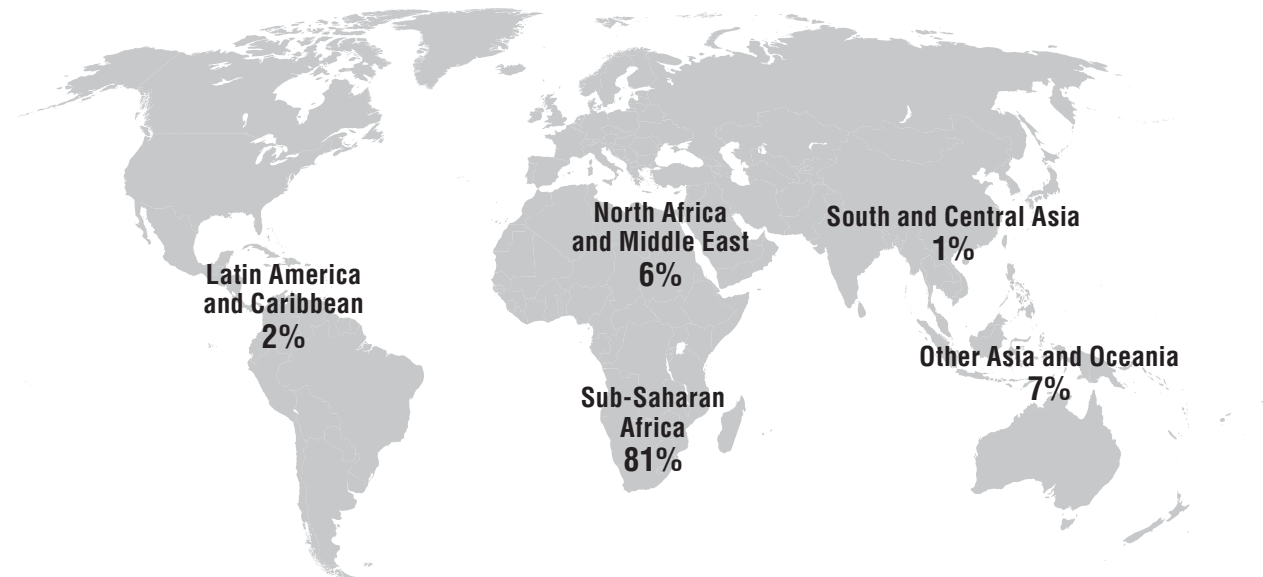 North Africa
and Middle East
6%
South and Central Asia
1%
Latin America
and Caribbean
2%
Other Asia and Oceania
7%
Sub-Saharan
Africa
81%